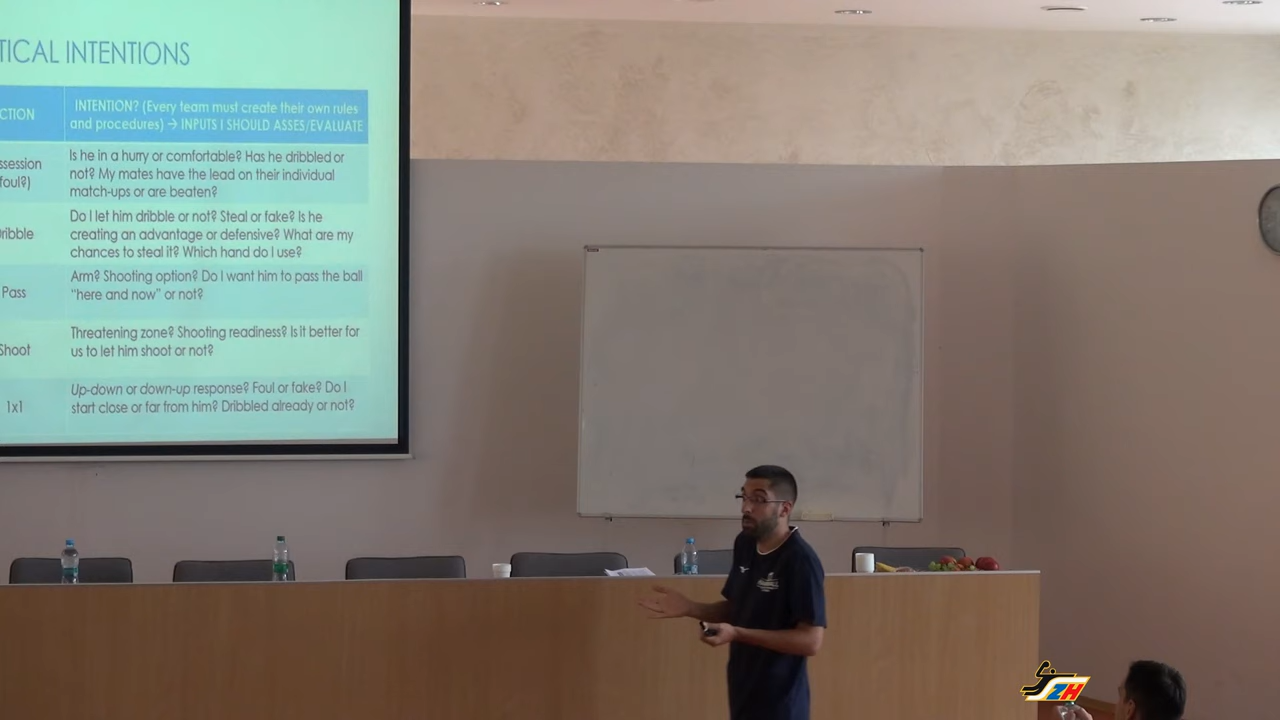 TICAL INTENTIONS
CTION
INTENTION? (Every team must create their own rules
and procedures) → INPUTS I SHOULD ASSES/EVALUATE
ssession
foul?)
Is he in a hurry or comfortable? Has he dribbled or
not? My mates have the lead on their individual
match-ups or are beaten?
ribble
Do I let him dribble or not? Steal or fake? Is he
creating an advantage or defensive? What are my
chances to steal it? Which hand do I use?
Pass
Arm? Shooting option? Do I want him to pass the ball
"here and now" or not?
Shoot
Threatening zone? Shooting readiness? Is it better for
us to let him shoot or not?
1x1
Up-down or down-up response? Foul or fake? Do I
start close or far from him? Dribbled already or not?
ZH